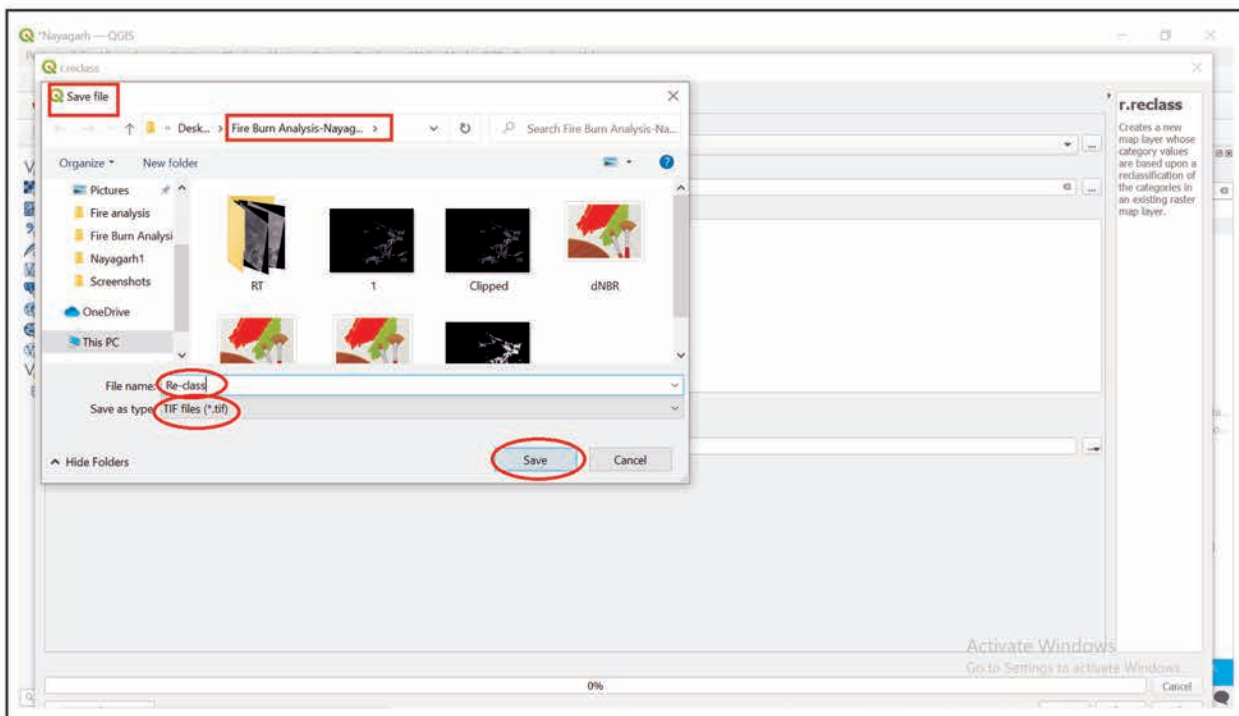 *Nayagarh — QGIS
r.reclass
Save file
« Desk... › Fire Burn Analysis-Nayag... ›
Search Fire Burn Analysis-Na...
Organize
New folder
Pictures
Fire analysis
Fire Burn Analysi
Nayagarh1
Screenshots
OneDrive
This PC
RT
1
Clipped
dNBR
File name: Re-class
Save as type: TIF files (*.tif)
Hide Folders
Save
Cancel
r.reclass
Creates a new
map layer whose
category values
are based upon a
reclassification of
the categories in
an existing raster
map layer.
Activate Windows
Go to Settings to activate Windows.
0%
Cancel